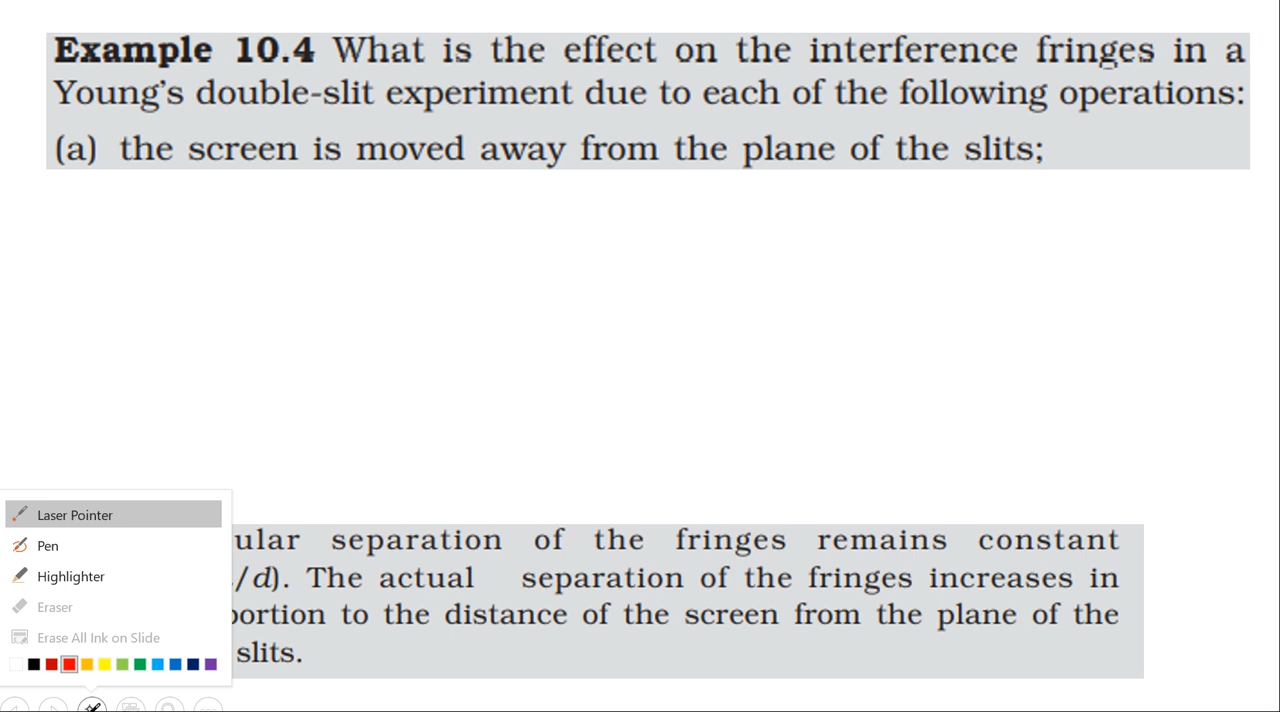 Example 10.4 What is the effect on the interference fringes in a
Young's double-slit experiment due to each of the following operations:
(a) the screen is moved away from the plane of the slits;
Laser Pointer
Pen
Highlighter
Eraser
Erase All Ink on Slide
separation of the fringes remains constant
/d). The actual separation of the fringes increases in
to the distance of the screen from the plane of the
slits.